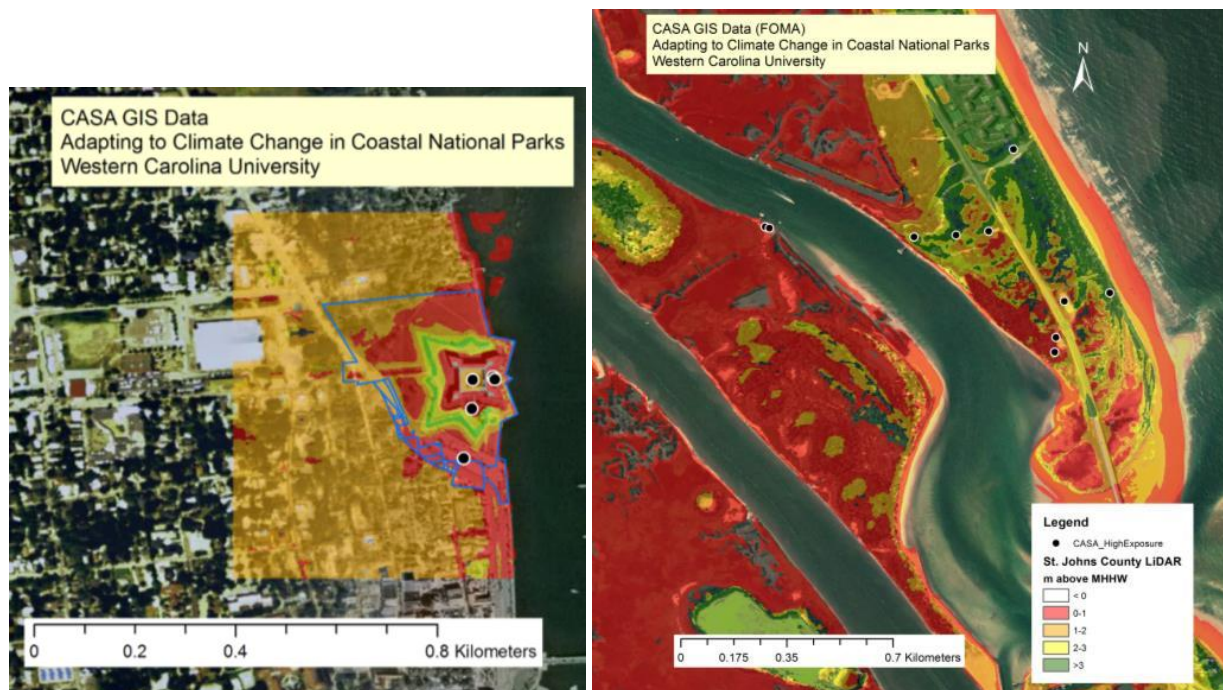 CASA GIS Data
Adapting to Climate Change in Coastal National Parks
Western Carolina University
0 0.2 0.4 0.8 Kilometers
CASA GIS Data (FOMA)
Adapting to Climate Change in Coastal National Parks
Western Carolina University
N
Legend
CASA_HighExposure
St. Johns County LiDAR
m above MHHW
< 0
0-1
1-2
2-3
>3
0 0.175 0.35 0.7 Kilometers